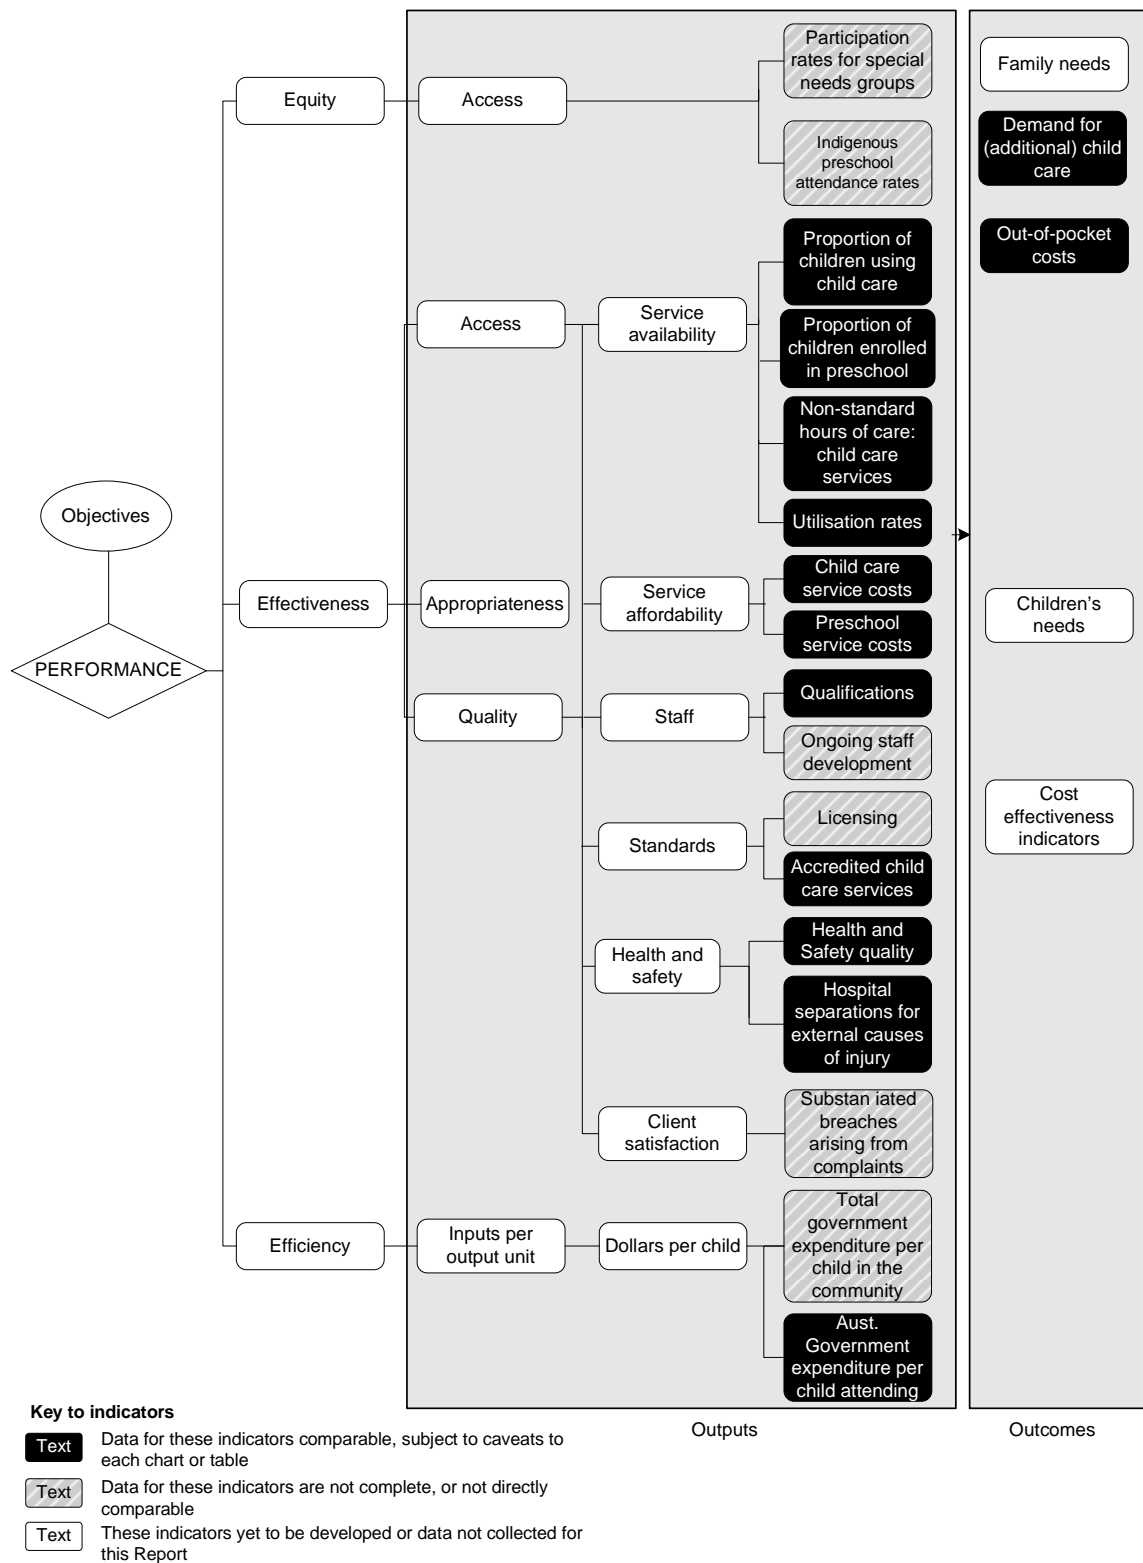 Objectives
PERFORMANCE
Equity
Access
Participation
rates for special
needs groups
Indigenous
preschool
attendance rates
Effectiveness
Access
Service
availability
Proportion of
children using
child care
Proportion of
children enrolled
in preschool
Non-standard
hours of care:
child care
services
Utilisation rates
Appropriateness
Service
affordability
Child care
service costs
Preschool
service costs
Quality
Staff
Qualifications
Ongoing staff
development
Standards
Licensing
Accredited child
care services
Health and
safety
Health and
Safety quality
Hospital
separations for
external causes
of injury
Client
satisfaction
Substan iated
breaches
arising from
complaints
Efficiency
Inputs per
output unit
Dollars per child
Total
government
expenditure per
child in the
community
Aust.
Government
expenditure per
child attending
Outputs
Family needs
Demand for
(additional) child
care
Out-of-pocket
costs
Children's
needs
Cost
effectiveness
indicators
Outcomes
Key to indicators
Text
Data for these indicators comparable, subject to caveats to
each chart or table
Text
Data for these indicators are not complete, or not directly
comparable
Text
These indicators yet to be developed or data not collected for
this Report